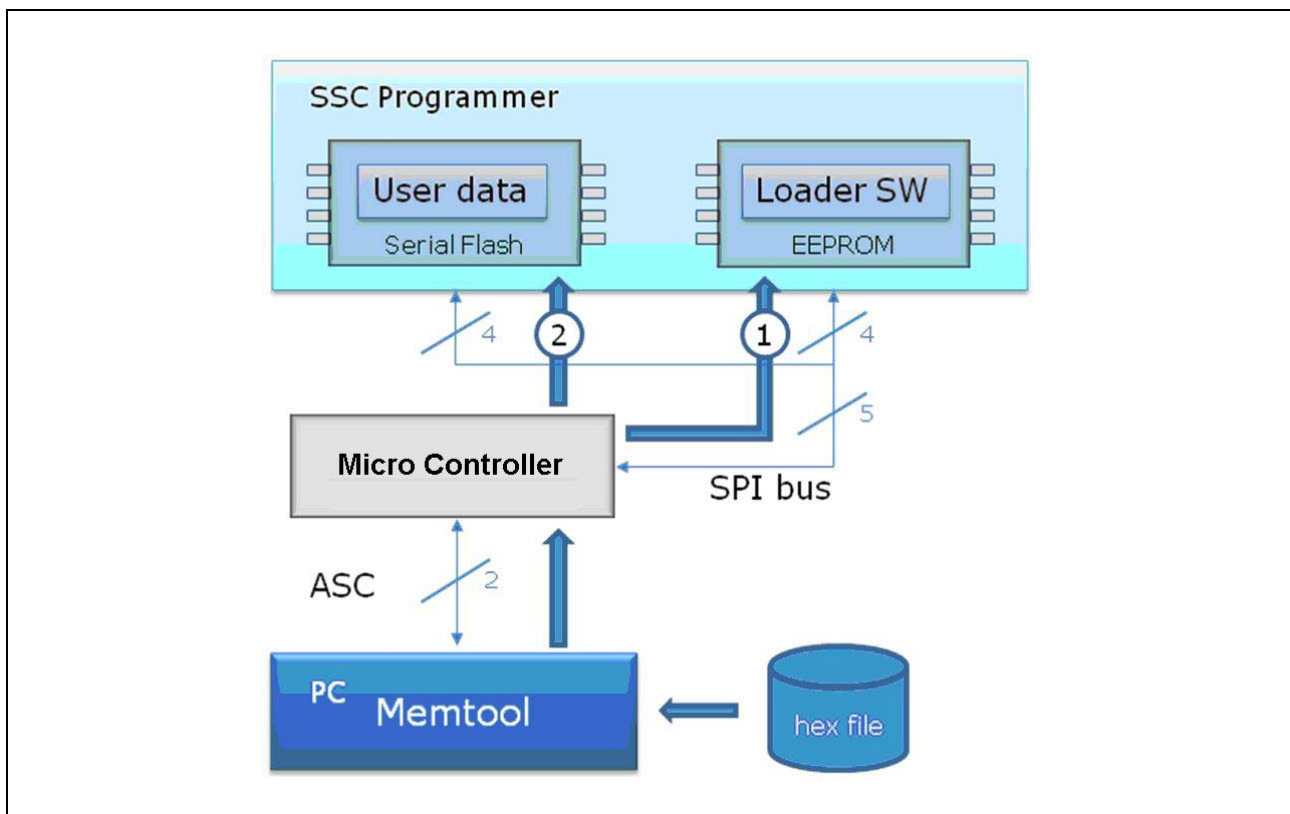 SSC Programmer
User data
Serial Flash
Loader SW
EEPROM
4
2
1
4
5
Micro Controller
SPI bus
ASC
2
PC
Memtool
hex file